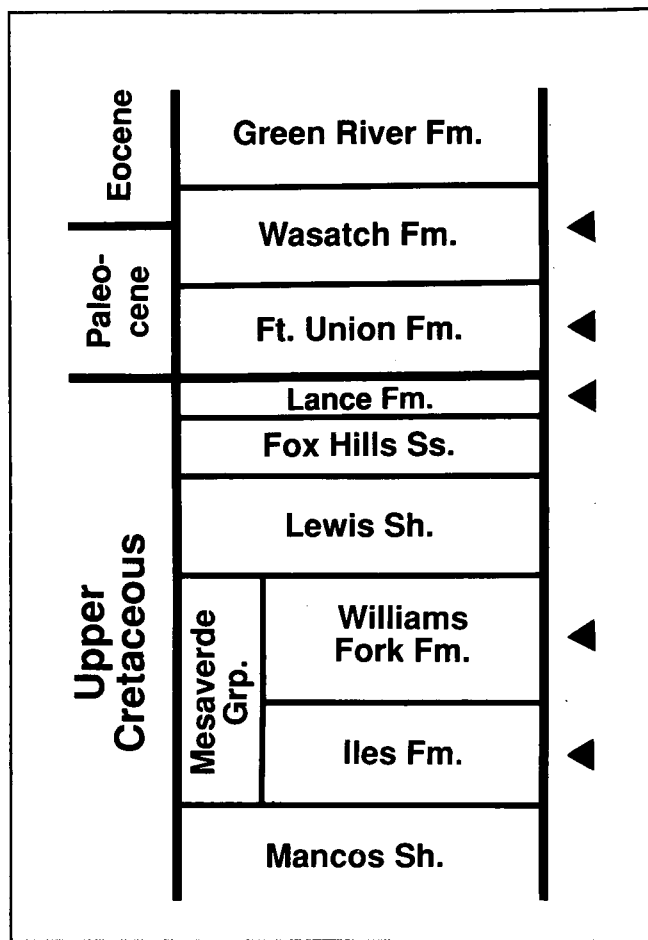 Eocene
Green River Fm.
Wasatch Fm.
Paleo-
cene
Ft. Union Fm.
Lance Fm.
Fox Hills Ss.
Lewis Sh.
Upper
Cretaceous
Mesaverde
Grp.
Williams
Fork Fm.
Iles Fm.
Mancos Sh.